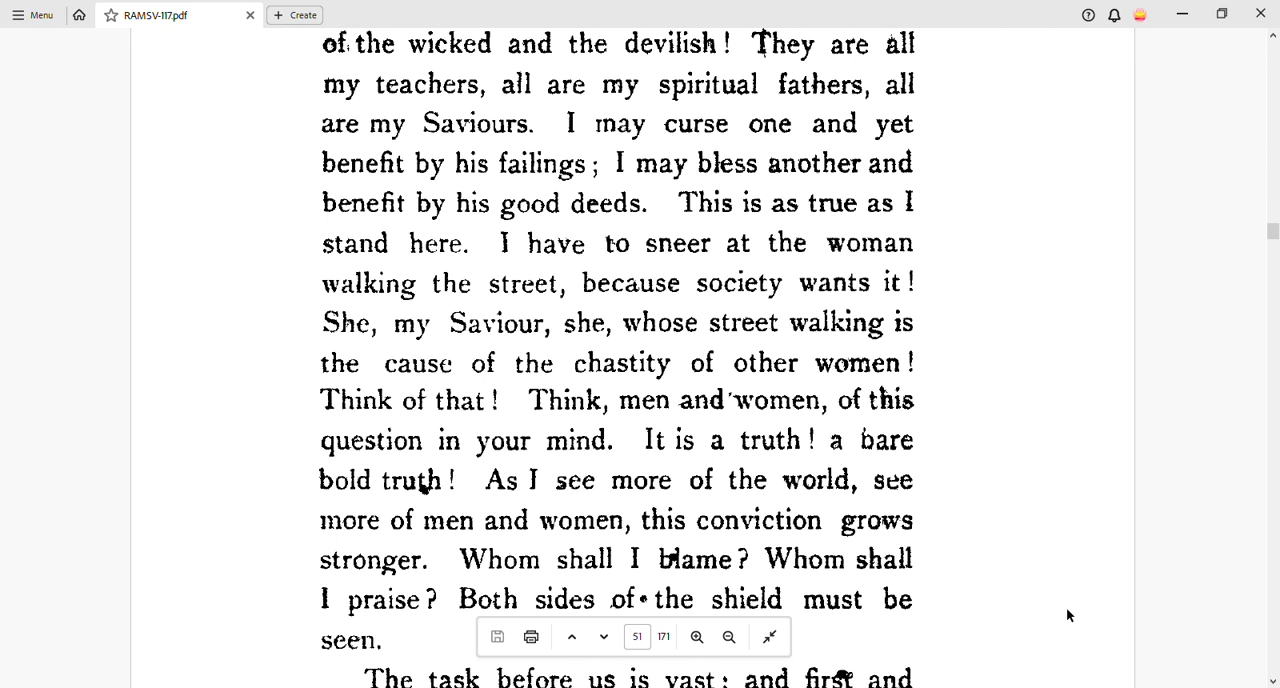 Menu
RAMSV-117.pdf
+ Create
of the wicked and the devilish! They are all
my teachers, all are my spiritual fathers, all
are my Saviours. I may curse one and yet
benefit by his failings; I may bless another and
benefit by his good deeds. This is as true as I
stand here. I have to sneer at the woman
walking the street, because society wants it!
She, my Saviour, she, whose street walking is
the cause of the chastity of other women!
Think of that! Think, men and women, of this
question in your mind. It is a truth! a bare
bold truth! As I see more of the world, see
more of men and women, this conviction grows
stronger. Whom shall I blame? Whom shall
I praise? Both sides of the shield must be
seen.
51 171
The task before us is vast; and first and